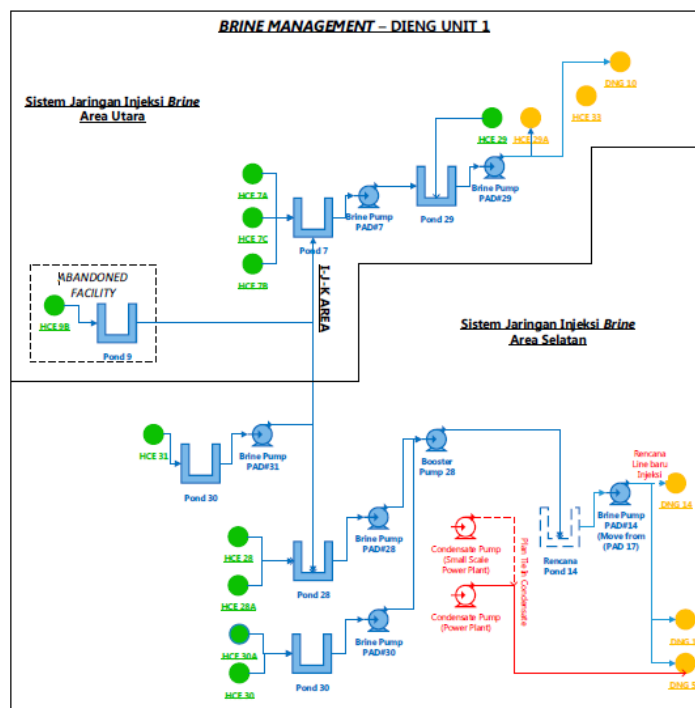 BRINE MANAGEMENT – DIENG UNIT 1
Sistem Jaringan Injeksi Brine
Area Utara
DNG 10
HCE 33
HCE 29A
HCE 29
HCE 7A
HCE 7C
HCE 7B
Pond 7
Brine Pump
PAD#7
Pond 29
Brine Pump
PAD#29
ABANDONED
FACILITY
HCE 9B
Pond 9
I-J-K AREA
Sistem Jaringan Injeksi Brine
Area Selatan
HCE 31
Pond 30
Brine Pump
PAD#31
HCE 28
HCE 28A
Pond 28
Brine Pump
PAD#28
Booster
Pump 28
HCE 30A
HCE 30
Pond 30
Brine Pump
PAD#30
Condensate Pump
(Small Scale
Power Plant)
Condensate Pump
(Power Plant)
Plan Tie In Condensate
Rencana
Pond 14
Brine Pump
PAD#14
(Move from
(PAD 17)
Rencana
Line baru
Injeksi
DNG 14
DNG
DNG